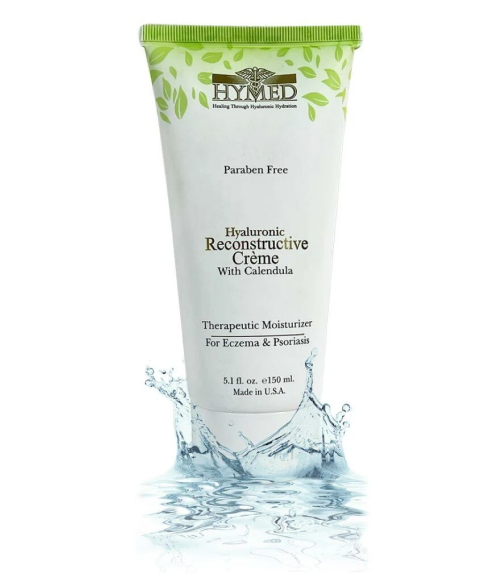 HYMED
Healing Through Hyaluronic Hydration
Paraben Free
Hyaluronic
Reconstructive
Crème
With Calendula
Therapeutic Moisturizer
For Eczema & Psoriasis
5.1 fl. oz. ℮150 ml.
Made in U.S.A.